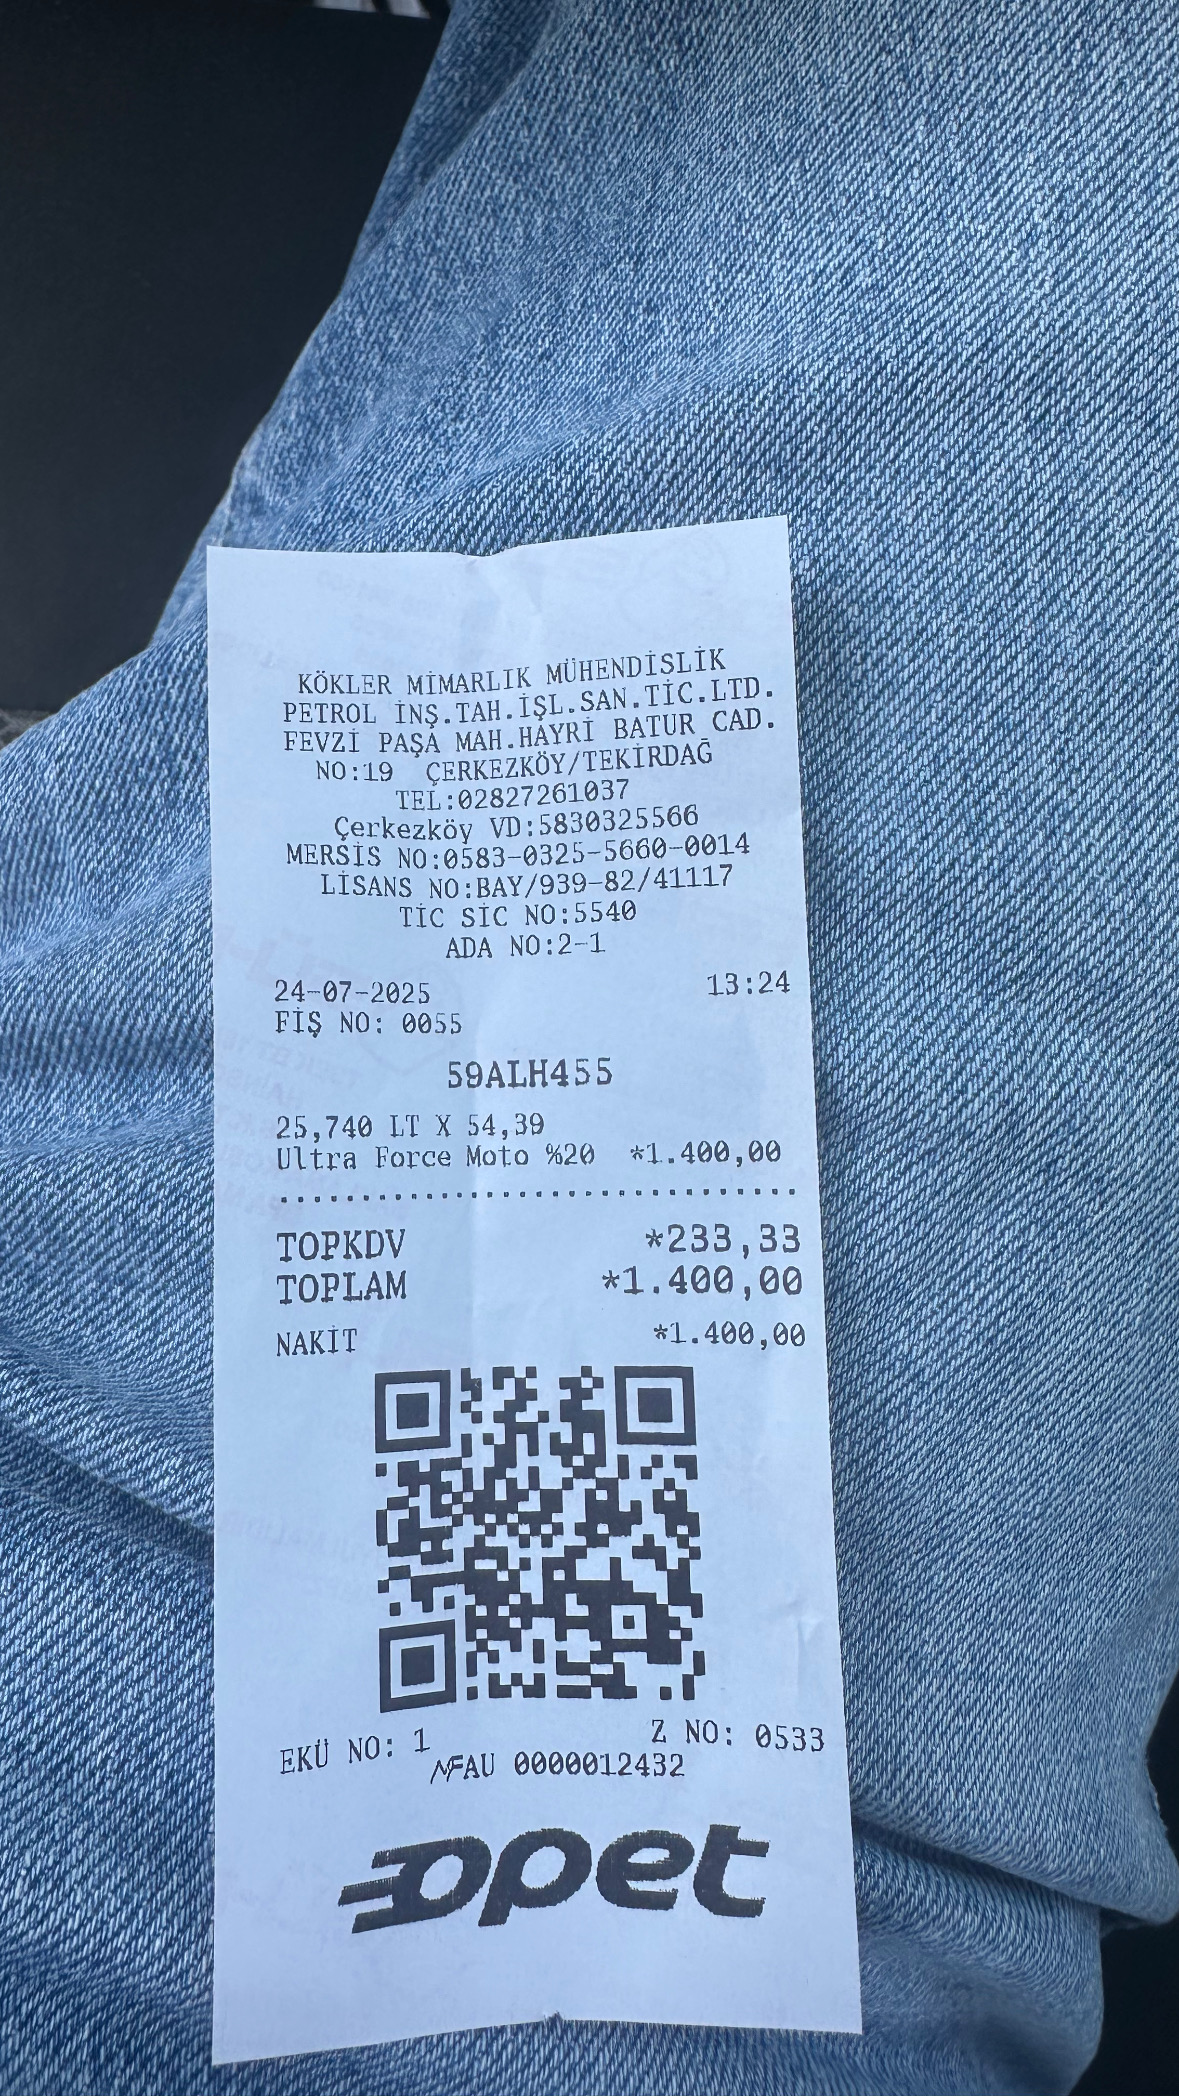 KÖKLER MİMARLIK MÜHENDİSLİK
PETROL İNŞ.TAH.İŞL.SAN.TİC.LTD.
FEVZİ PAŞA MAH.HAYRİ BATUR CAD.
NO:19 ÇERKEZKÖY/TEKİRDAĞ
TEL:02827261037
Çerkezköy VD:5830325566
MERSİS NO:0583-0325-5660-0014
LİSANS NO:BAY/939-82/41117
TİC SİC NO:5540
ADA NO:2-1
24-07-2025 13:24
FİŞ NO: 0055
59ALH455
25,740 LT X 54,39
Ultra Force Moto %20 *1.400,00
TOPKDV *233,33
TOPLAM *1.400,00
NAKİT *1.400,00
EKÜ NO: 1 Z NO: 0533
MF AU 0000012432
opet